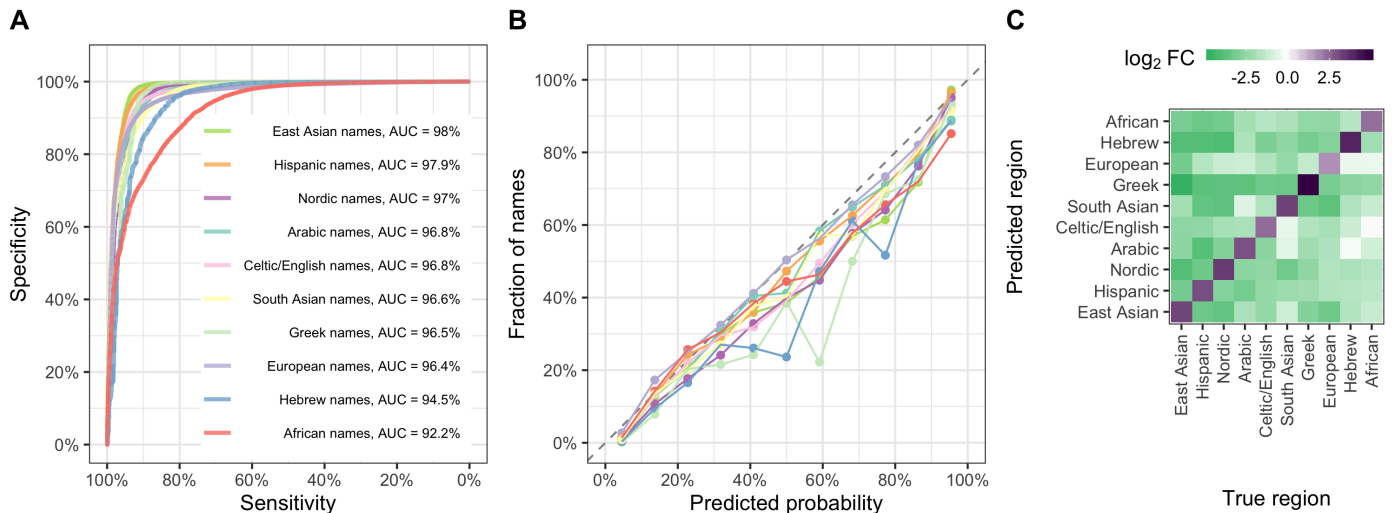 A
Specificity
100%
80%
60%
40%
20%
0%
East Asian names, AUC = 98%
Hispanic names, AUC = 97.9%
Nordic names, AUC = 97%
Arabic names, AUC = 96.8%
Celtic/English names, AUC = 96.8%
South Asian names, AUC = 96.6%
Greek names, AUC = 96.5%
European names, AUC = 96.4%
Hebrew names, AUC = 94.5%
African names, AUC = 92.2%
100% 80% 60% 40% 20% 0%
Sensitivity
B
Fraction of names
100%
80%
60%
40%
20%
0%
0% 20% 40% 60% 80% 100%
Predicted probability
C
log2 FC
-2.5 0.0 2.5
Predicted region
African
Hebrew
European
Greek
South Asian
Celtic/English
Arabic
Nordic
Hispanic
East Asian
East Asian
Hispanic
Nordic
Arabic
Celtic/English
South Asian
Greek
European
Hebrew
African
True region